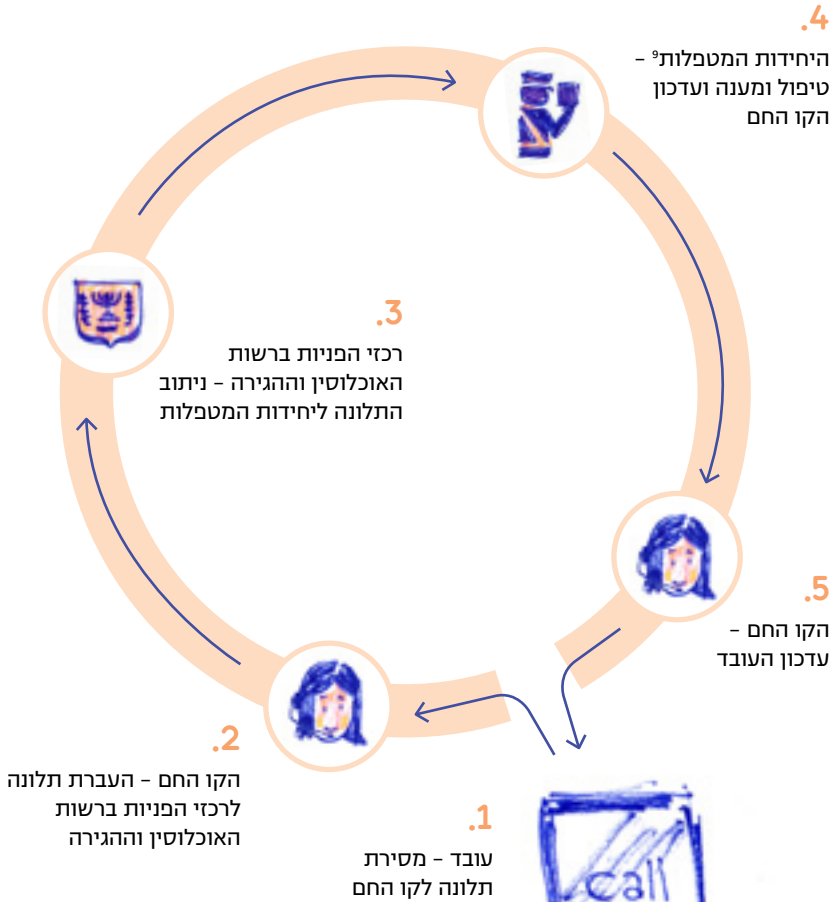 .1
עובד – מסירת
תלונה לקו החם
.2
הקו החם – העברת תלונה
לרכזי הפניות ברשות
האוכלוסין וההגירה
.3
רכזי הפניות ברשות
האוכלוסין וההגירה – ניתוב
התלונה ליחידות המטפלות
.4
היחידות המטפלות⁹ –
טיפול ומענה ועדכון
הקו החם
.5
הקו החם –
עדכון העובד
call